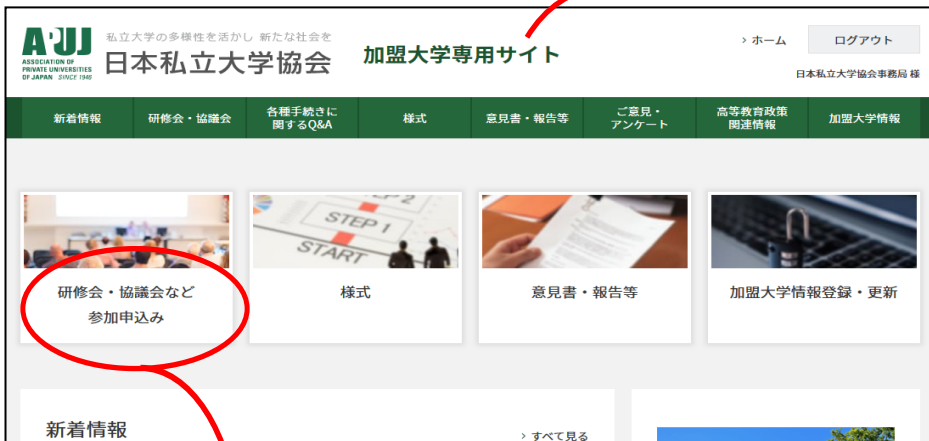 APUJ
ASSOCIATION OF
PRIVATE UNIVERSITIES
OF JAPAN SINCE 1946
私立大学の多様性を活かし 新たな社会を
日本私立大学協会
加盟大学専用サイト
> ホーム
ログアウト
日本私立大学協会事務局 様
新着情報
研修会・協議会
各種手続きに
関するQ&A
様式
意見書・報告等
ご意見・
アンケート
高等教育政策
関連情報
加盟大学情報
STEP 2
STEP 1
START
研修会・協議会など
参加申込み
様式
意見書・報告等
加盟大学情報登録・更新
新着情報
> すべて見る